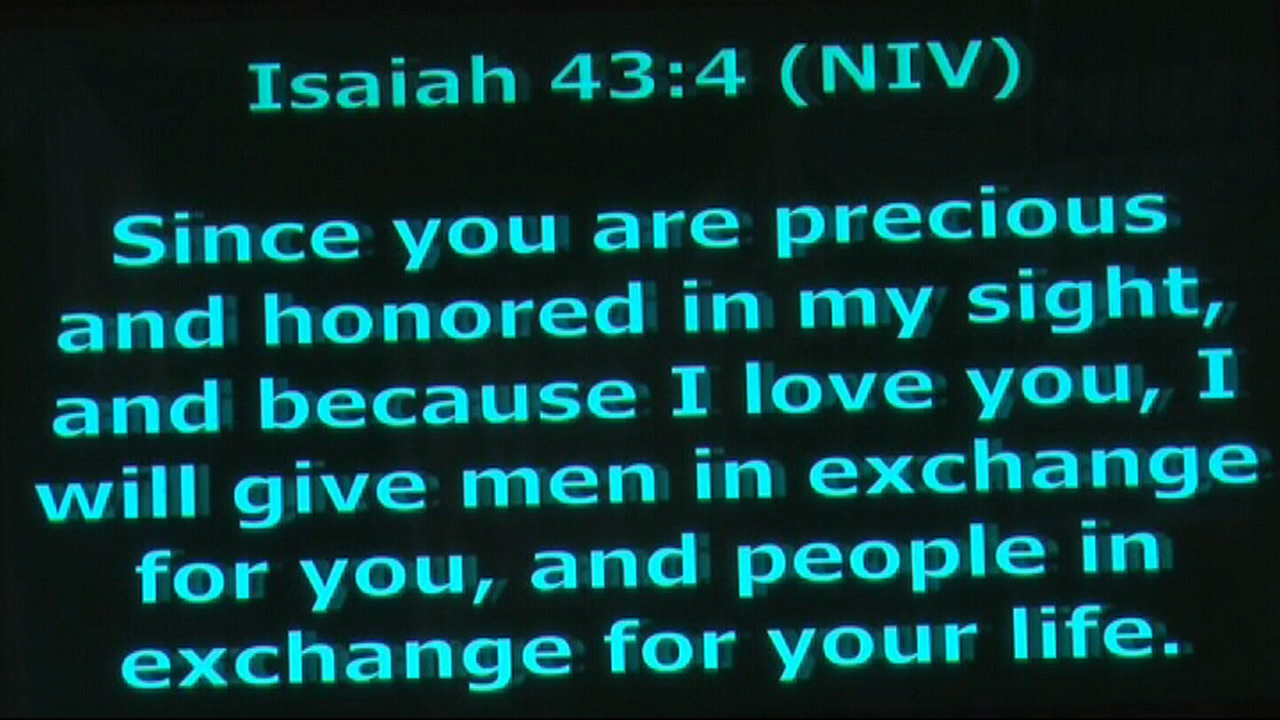 Isaiah 43:4 (NIV)
Since you are precious
and honored in my sight,
and because I love you, I
will give men in exchange
for you, and people in
exchange for your life.